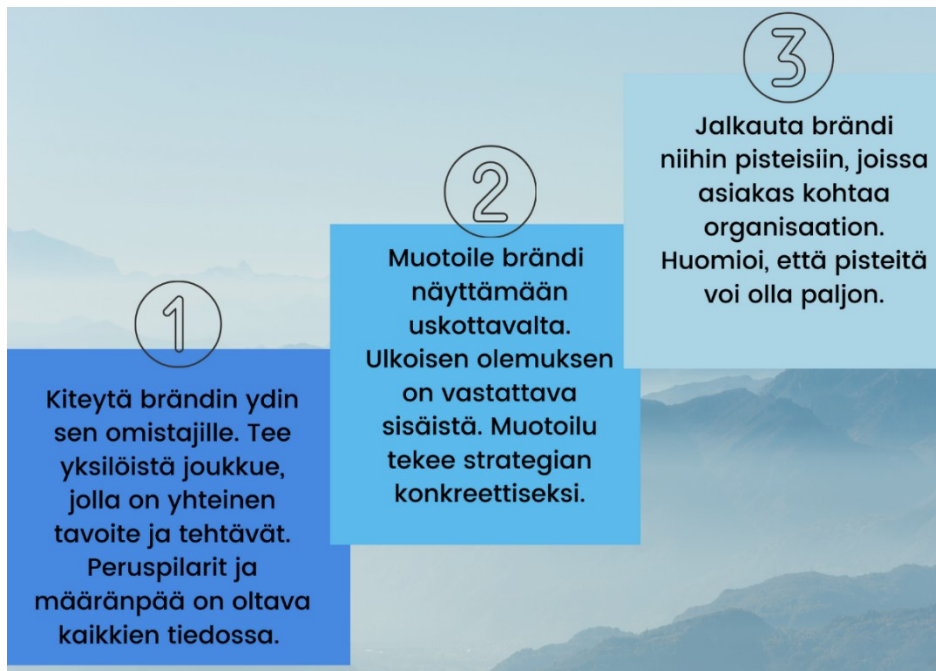 1
Kiteytä brändin ydin
sen omistajille. Tee
yksilöistä joukkue,
jolla on yhteinen
tavoite ja tehtävät.
Peruspilarit ja
määränpää on oltava
kaikkien tiedossa.
2
Muotoile brändi
näyttämään
uskottavalta.
Ulkoisen olemuksen
on vastattava
sisäistä. Muotoilu
tekee strategian
konkreettiseksi.
3
Jalkauta brändi
niihin pisteisiin, joissa
asiakas kohtaa
organisaation.
Huomioi, että pisteitä
voi olla paljon.